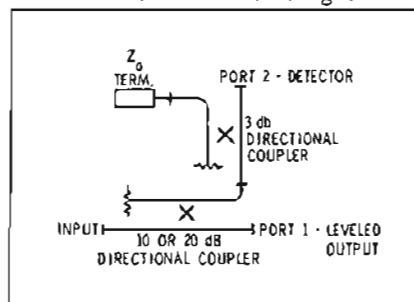 Z₀
TERM.
PORT 2 - DETECTOR
3 db
DIRECTIONAL
COUPLER
INPUT
10 OR 20 dB
DIRECTIONAL COUPLER
PORT 1 - LEVELED
OUTPUT